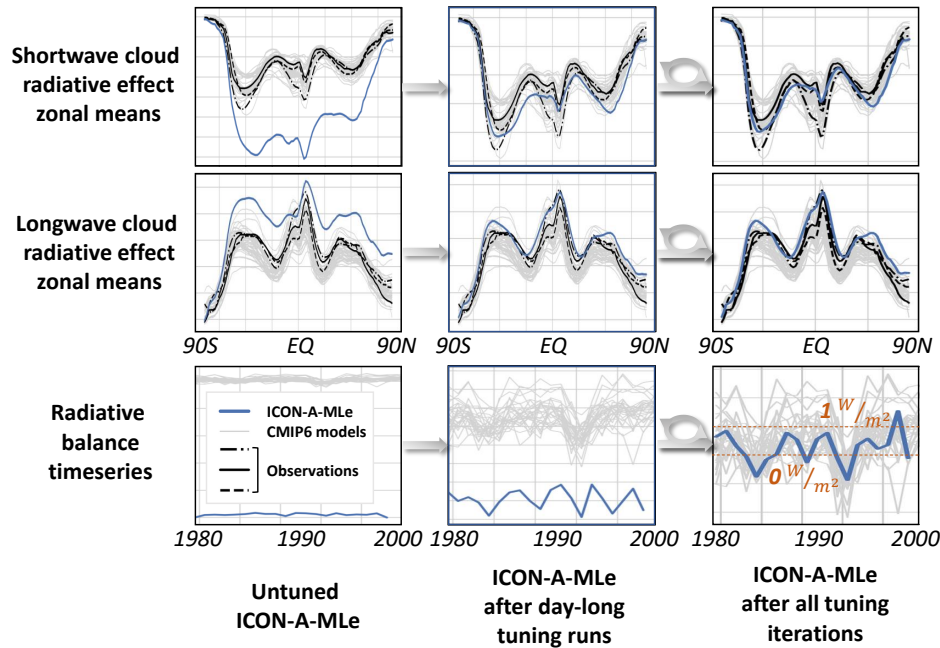 Shortwave cloud
radiative effect
zonal means
Longwave cloud
radiative effect
zonal means
90S EQ 90N 90S EQ 90N 90S EQ 90N
Radiative
balance
timeseries
ICON-A-MLe
CMIP6 models
Observations
1 W/m²
0 W/m²
1980 1990 2000 1980 1990 2000 1980 1990 2000
Untuned
ICON-A-MLe
ICON-A-MLe
after day-long
tuning runs
ICON-A-MLe
after all tuning
iterations